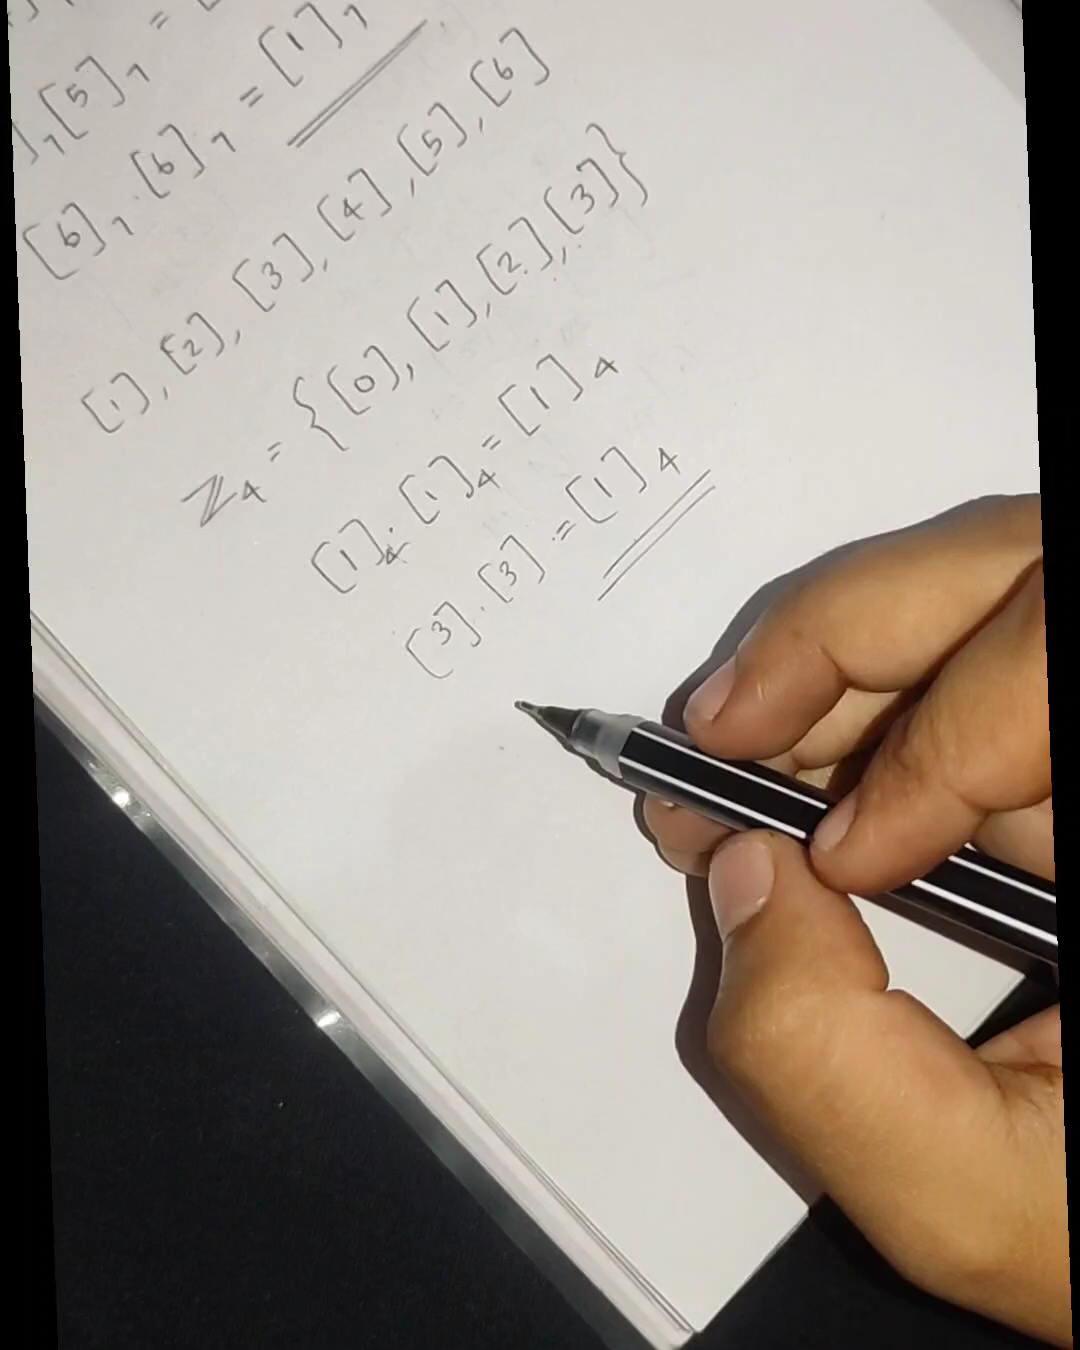 [5]₇ =
[6]₇ · [6]₇ = [1]₇
[1], [2], [3], [4], [5], [6]
ℤ₄ = {[0], [1], [2], [3]}
[1]₄ · [1]₄ = [1]₄
[3] · [3] = [1]₄